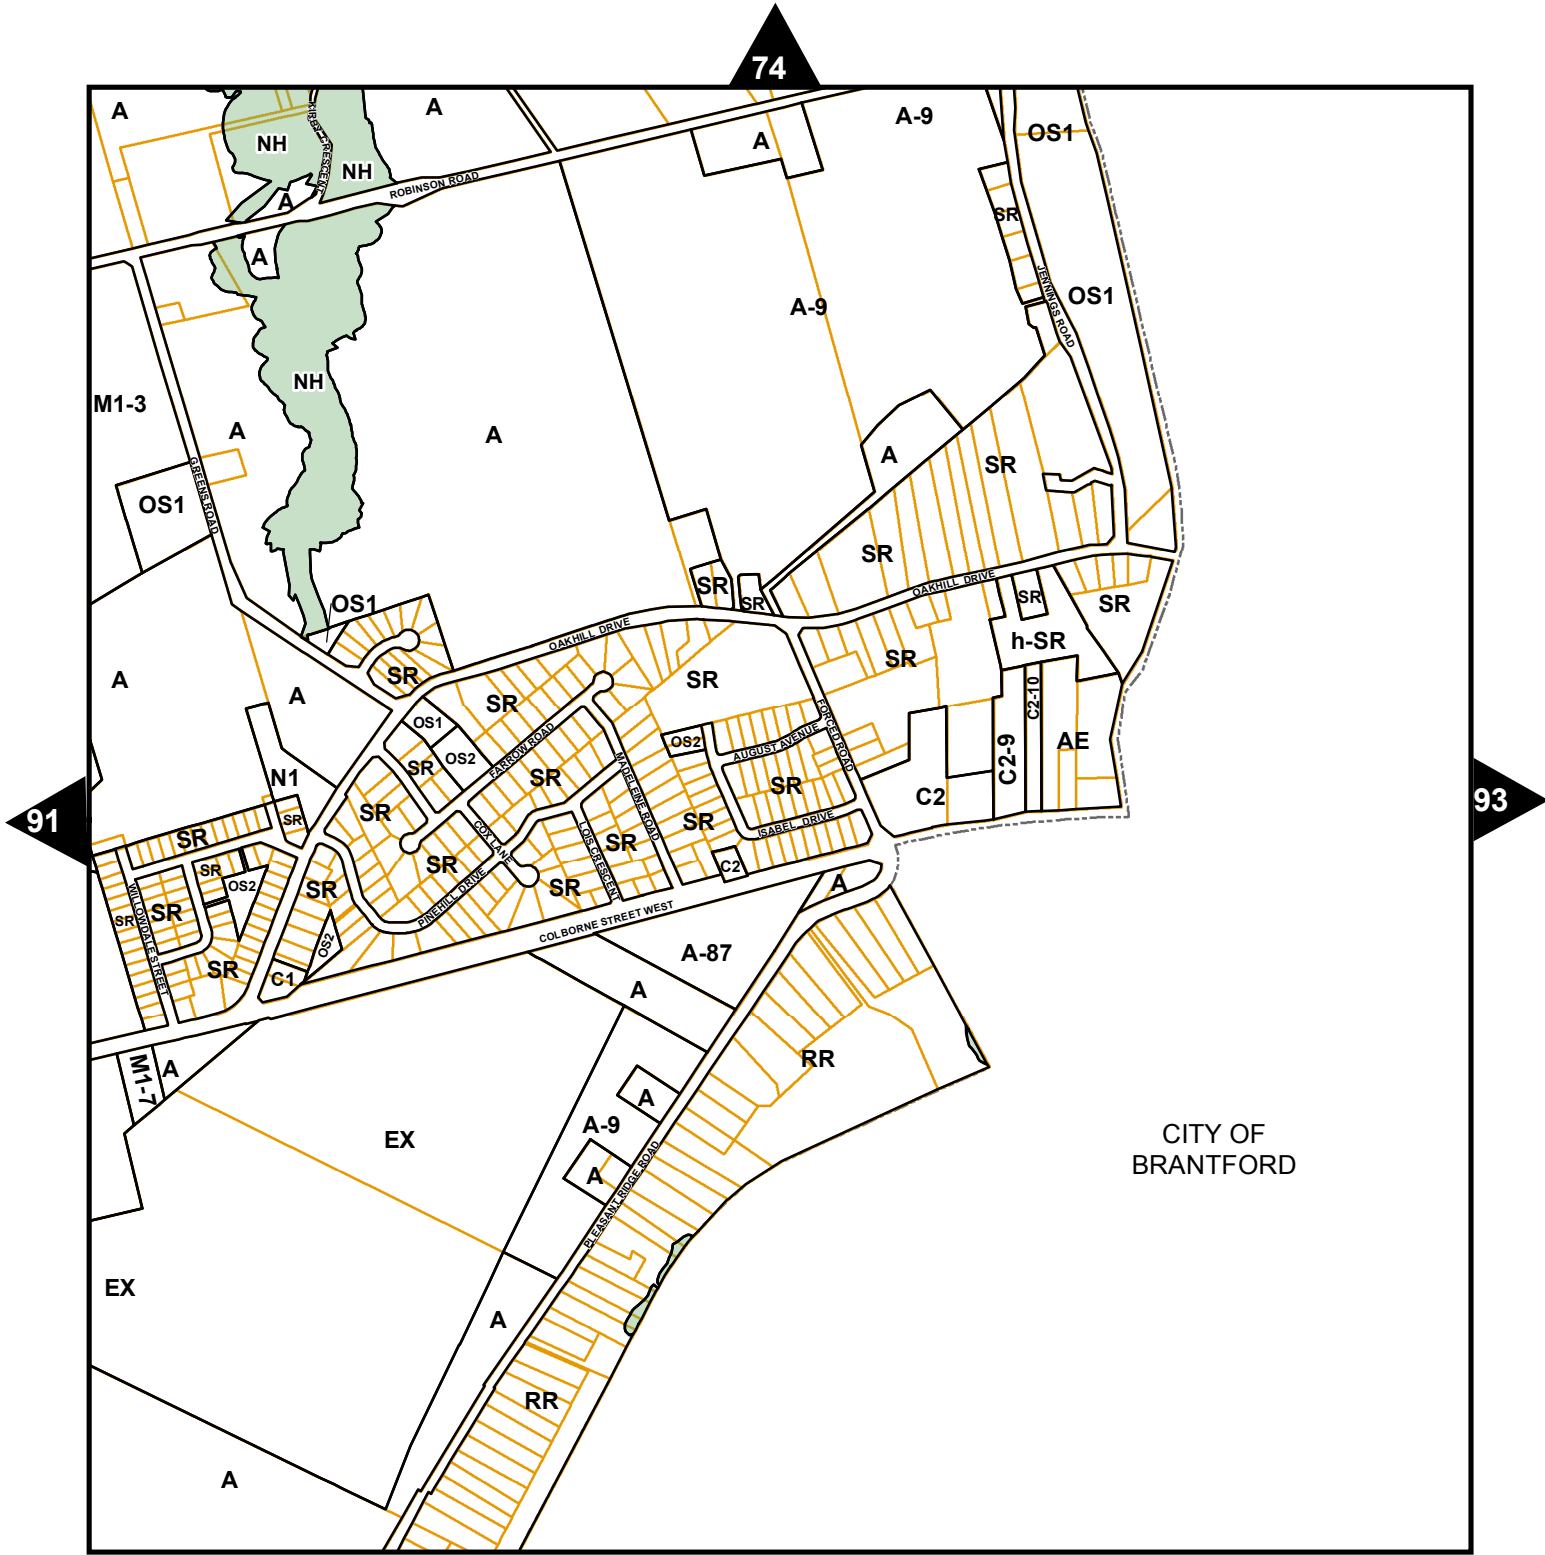 74
A
A
A-9
OS1
NH
NH
KIRBY CRESCENT
A
ROBINSON ROAD
A
SR
A
JENNINGS ROAD
OS1
A-9
NH
M1-3
A
A
A
SR
GREENS ROAD
OS1
SR
OAKHILL DRIVE
SR
SR
SR
SR
OS1
OAKHILL DRIVE
h-SR
SR
SR
A
A
SR
SR
C2-10
FORCED ROAD
OS1
OS2
FARROW ROAD
OS2
AUGUST AVENUE
AE
C2-9
SR
SR
MADELEINE ROAD
SR
N1
C2
91
93
SR
SR
SR
SR
ISABEL DRIVE
COX LANE
LOIS CRESCENT
SR
SR
C2
SR
OS2
WILLOWDALE STREET
SR
SR
PINEHILL DRIVE
SR
A
SR
SR
COLBORNE STREET WEST
OS2
A-87
SR
C1
A
M1-7
A
RR
A
A-9
EX
CITY OF
BRANTFORD
A
PLEASANT RIDGE ROAD
EX
A
RR
A